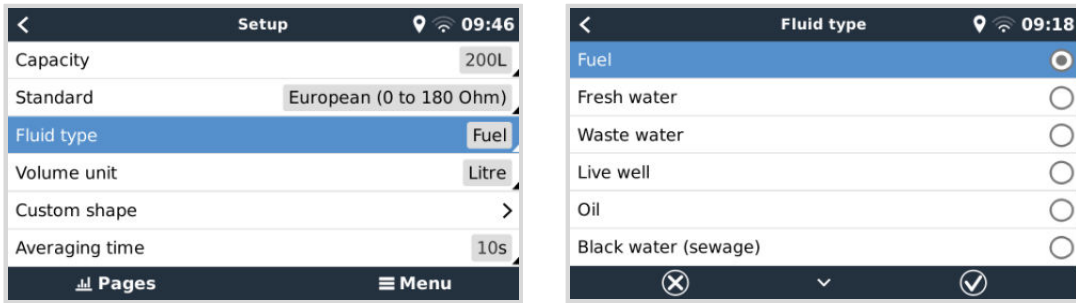 Setup 09:46
Capacity 200L
Standard European (0 to 180 Ohm)
Fluid type Fuel
Volume unit Litre
Custom shape
Averaging time 10s
Pages Menu
Fluid type 09:18
Fuel
Fresh water
Waste water
Live well
Oil
Black water (sewage)